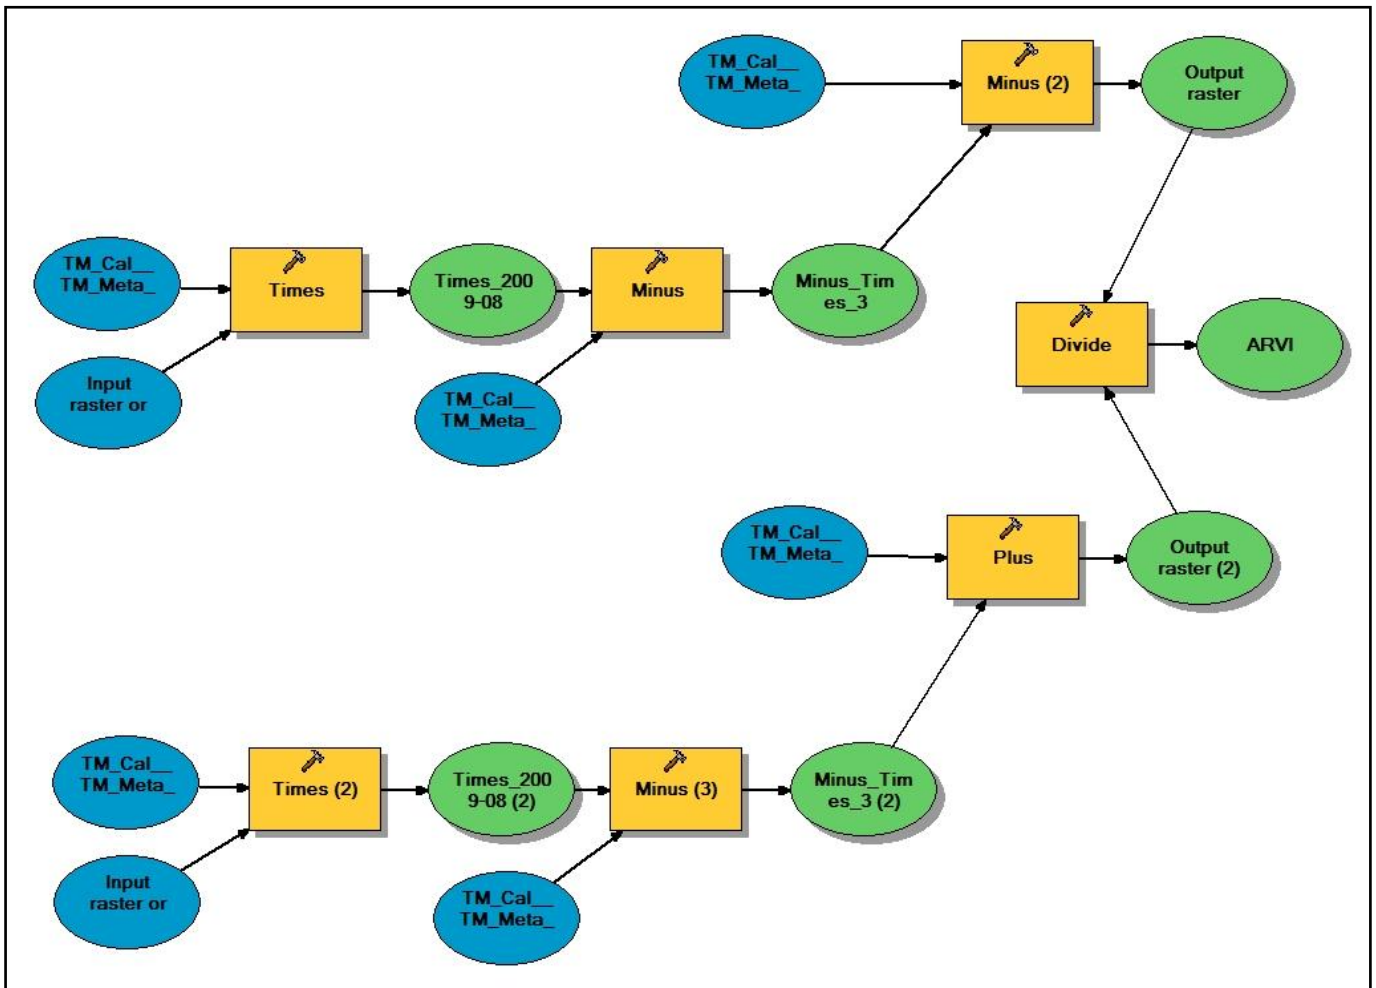 TM_Cal__
TM_Meta_
Minus (2)
Output
raster
TM_Cal__
TM_Meta_
Times
Times_200
9-08
Minus
Minus_Tim
es_3
Input
raster or
TM_Cal__
TM_Meta_
Divide
ARVI
TM_Cal__
TM_Meta_
Plus
Output
raster (2)
TM_Cal__
TM_Meta_
Times (2)
Times_200
9-08 (2)
Minus (3)
Minus_Tim
es_3 (2)
Input
raster or
TM_Cal__
TM_Meta_